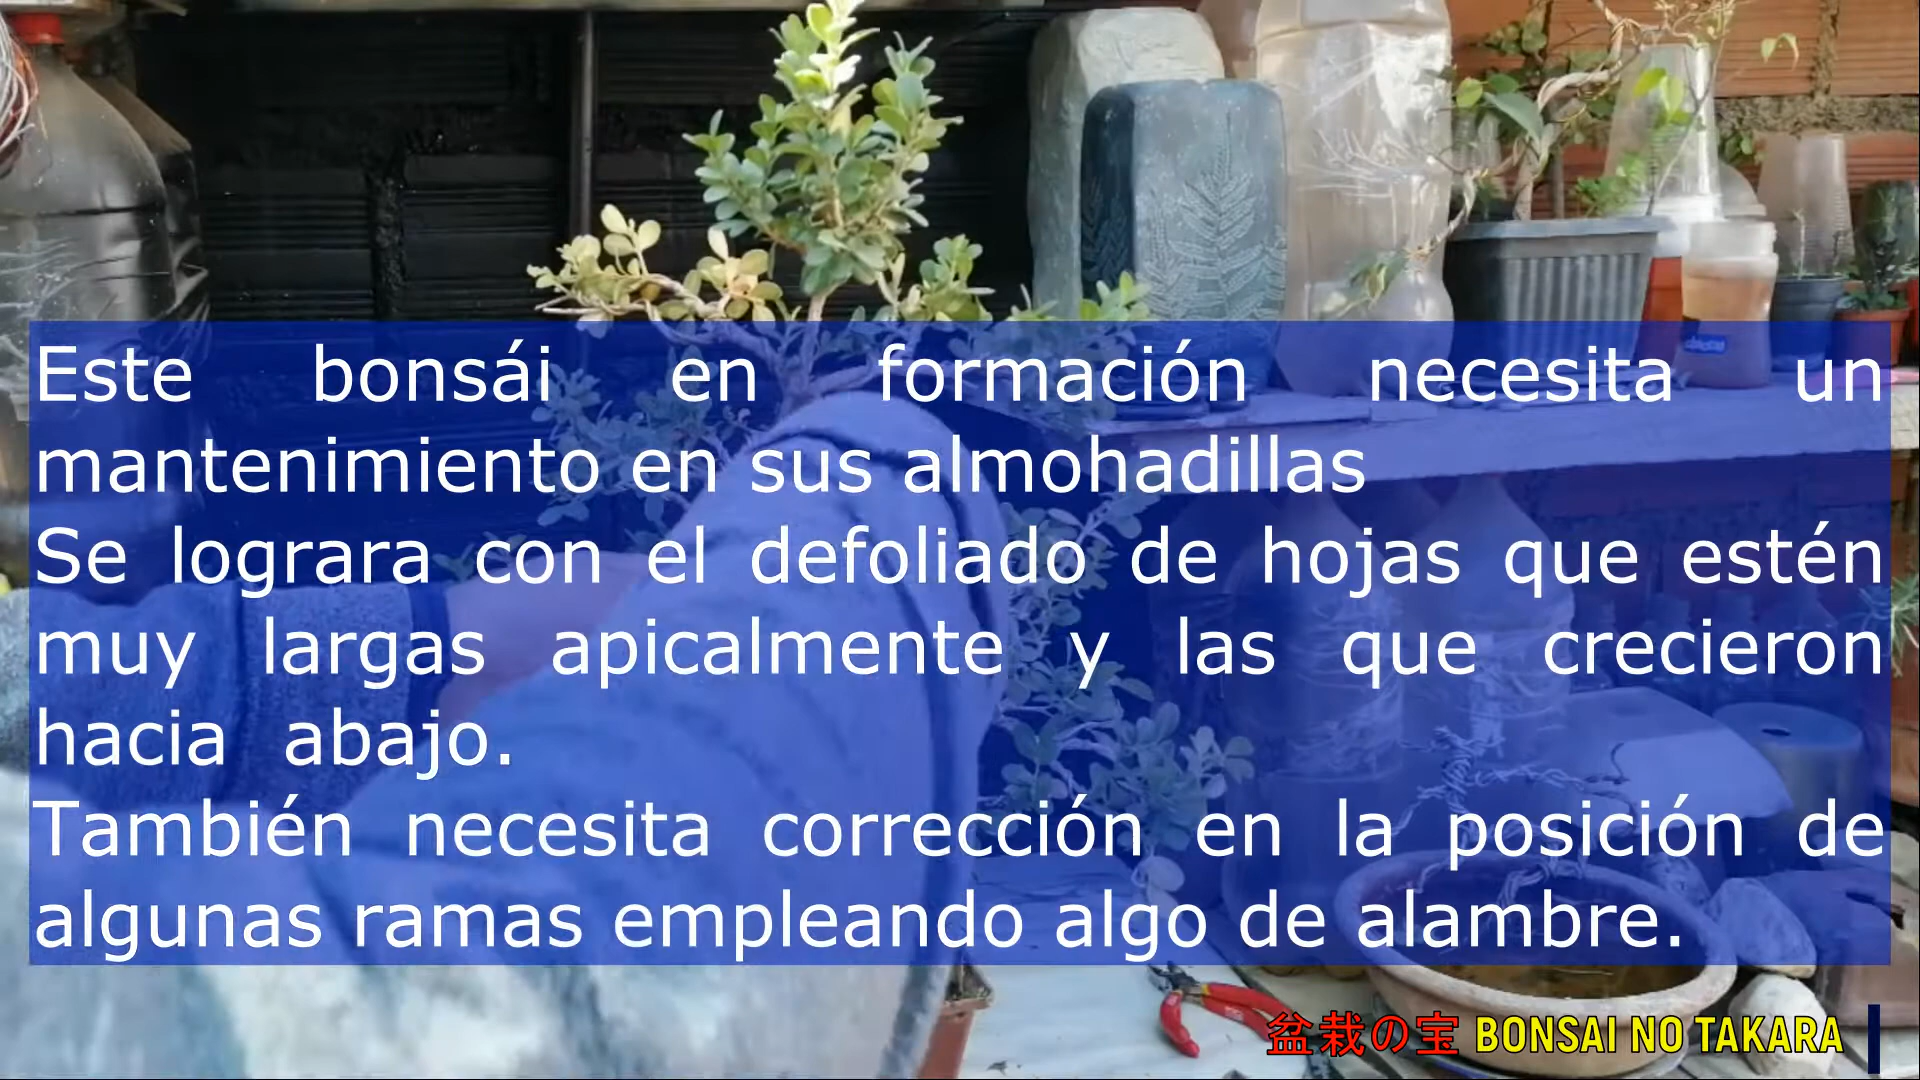 Este bonsái en formación necesita un
mantenimiento en sus almohadillas
Se lograra con el defoliado de hojas que estén
muy largas apicalmente y las que crecieron
hacia abajo.
También necesita corrección en la posición de
algunas ramas empleando algo de alambre.
盆栽の宝 BONSAI NO TAKARA